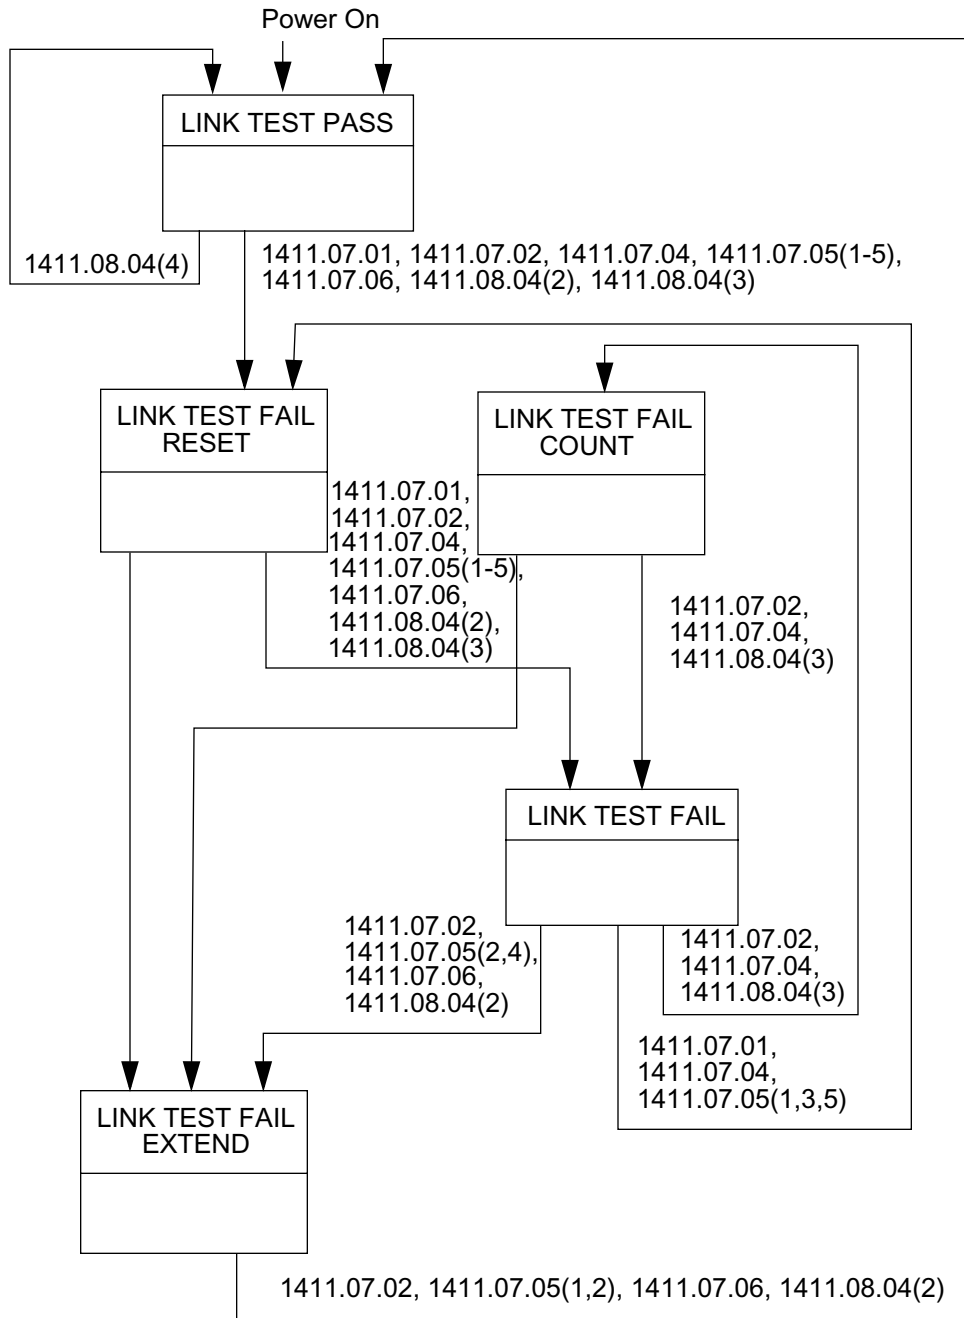 Power On
LINK TEST PASS
1411.08.04(4)
1411.07.01, 1411.07.02, 1411.07.04, 1411.07.05(1-5),
1411.07.06, 1411.08.04(2), 1411.08.04(3)
LINK TEST FAIL
RESET
LINK TEST FAIL
COUNT
1411.07.01,
1411.07.02,
1411.07.04,
1411.07.05(1-5),
1411.07.06,
1411.08.04(2),
1411.08.04(3)
1411.07.02,
1411.07.04,
1411.08.04(3)
LINK TEST FAIL
1411.07.02,
1411.07.05(2,4),
1411.07.06,
1411.08.04(2)
1411.07.02,
1411.07.04,
1411.08.04(3)
1411.07.01,
1411.07.04,
1411.07.05(1,3,5)
LINK TEST FAIL
EXTEND
1411.07.02, 1411.07.05(1,2), 1411.07.06, 1411.08.04(2)